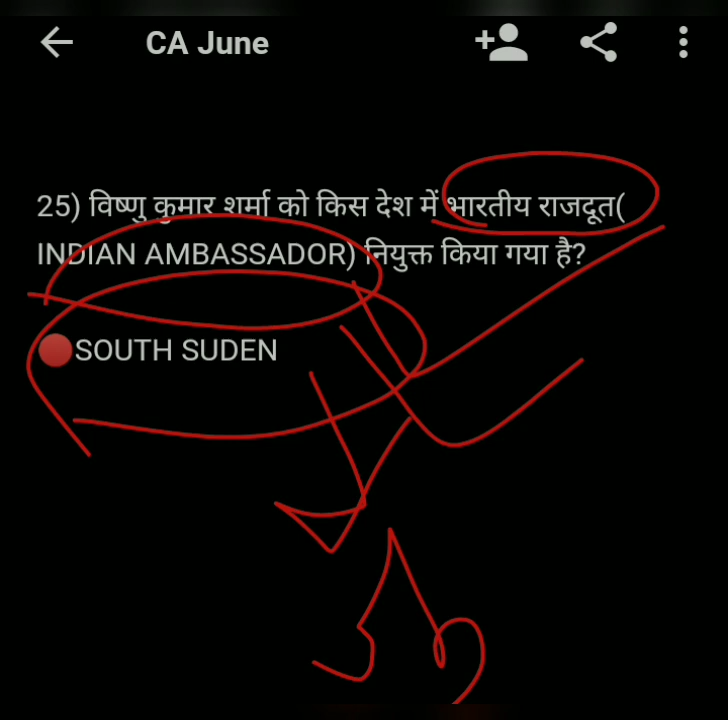 CA June
25) विष्णु कुमार शर्मा को किस देश में भारतीय राजदूत(
INDIAN AMBASSADOR) नियुक्त किया गया है?
SOUTH SUDEN